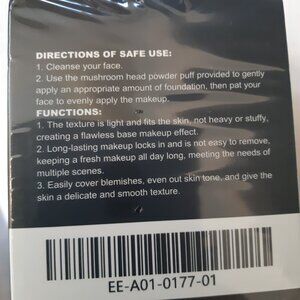 DIRECTIONS OF SAFE USE:
1. Cleanse your face.
2. Use the mushroom head powder puff provided to gently
apply an appropriate amount of foundation, then pat your
face to evenly apply the makeup.
FUNCTIONS:
1. The texture is light and fits the skin, not heavy or stuffy,
creating a flawless base makeup effect.
2. Long-lasting makeup locks in and is not easy to remove,
keeping a fresh makeup all day long, meeting the needs of
multiple scenes.
3. Easily cover blemishes, even out skin tone, and give the
skin a delicate and smooth texture.
EE-A01-0177-01